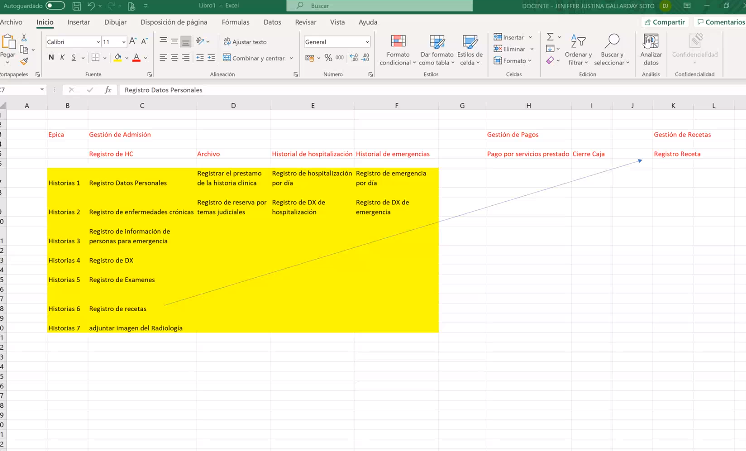 Autoguardado
Libro1 - Excel
Buscar
DOCENTE - JENIFFER JUSTINA GALLARDAY SOTO
Archivo Inicio Insertar Dibujar Disposición de página Fórmulas Datos Revisar Vista Ayuda
Compartir Comentarios
Pegar
Calibri 11
N K S
General
Ajustar texto
Combinar y centrar
% 000
Formato condicional
Dar formato como tabla
Estilos de celda
Insertar
Eliminar
Formato
Ordenar y filtrar
Buscar y seleccionar
Analizar datos
Confidencialidad
Portapapeles Fuente Alineación Número Estilos Celdas Edición Análisis Confidencialidad
C7 fx Registro Datos Personales
A B C D E F G H I J K L
Epica Gestión de Admisión Gestión de Pagos Gestión de Recetas
Registro de HC Archivo Historial de hospitalización Historial de emergencias Pago por servicios prestado Cierre Caja Registro Receta
Registrar el prestamo Registro de hospitalización Registro de emergencia
Historias 1 Registro Datos Personales de la historia clínica por día por día
Registro de reserva por Registro de DX de Registro de DX de
Historias 2 Registro de enfermedades crónicas temas judiciales hospitalización emergencia
Registro de Información de
Historias 3 personas para emergencia
Historias 4 Registro de DX
Historias 5 Registro de Examenes
Historias 6 Registro de recetas
Historias 7 adjuntar imagen del Radiología